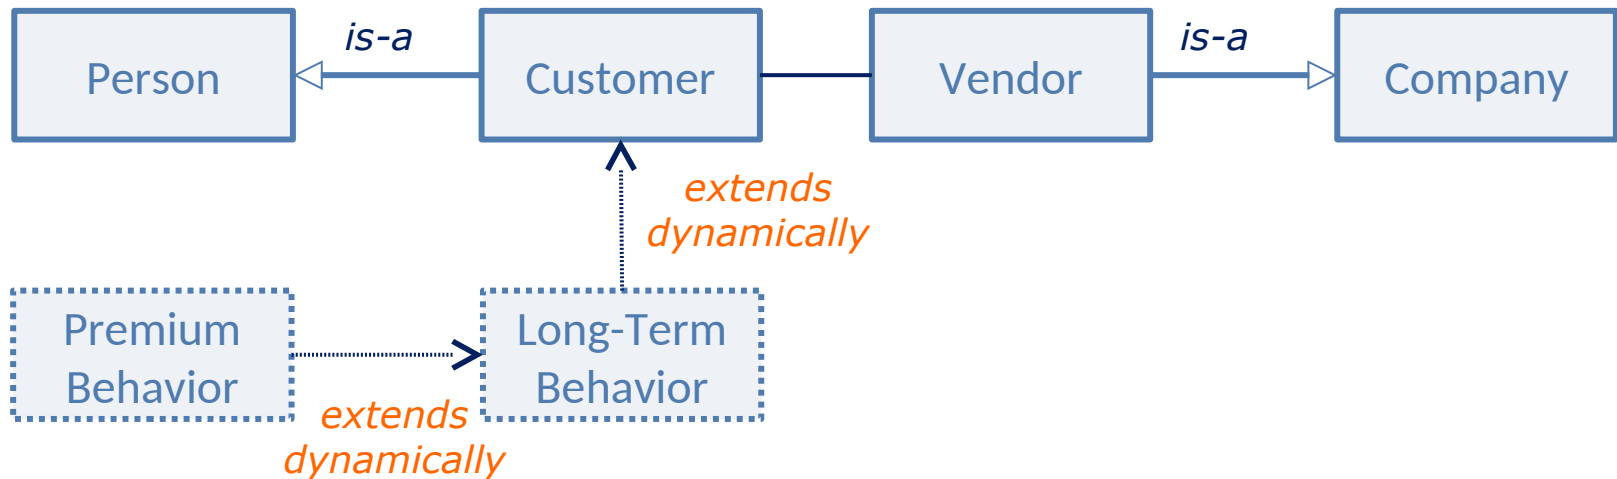 Person
is-a
Customer
Vendor
is-a
Company
extends
dynamically
Premium
Behavior
extends
dynamically
Long-Term
Behavior